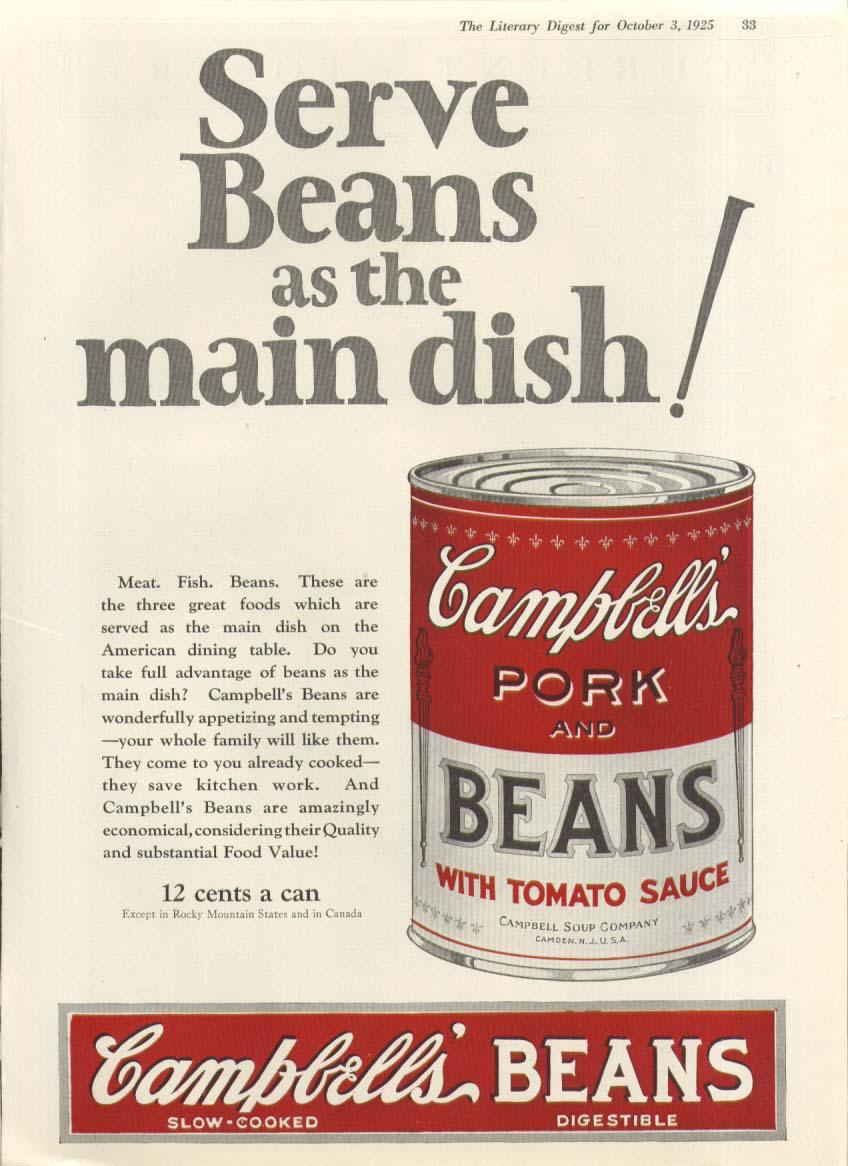 The Literary Digest for October 3, 1925 33
Serve
Beans
as the
main dish!
Meat. Fish. Beans. These are
the three great foods which are
served as the main dish on the
American dining table. Do you
take full advantage of beans as the
main dish? Campbell's Beans are
wonderfully appetizing and tempting
—your whole family will like them.
They come to you already cooked—
they save kitchen work. And
Campbell's Beans are amazingly
economical, considering their Quality
and substantial Food Value!
12 cents a can
Except in Rocky Mountain States and in Canada
Campbell's
PORK
AND
BEANS
WITH TOMATO SAUCE
CAMPBELL SOUP COMPANY
CAMDEN, N.J., U.S.A.
Campbell's BEANS
SLOW-COOKED DIGESTIBLE